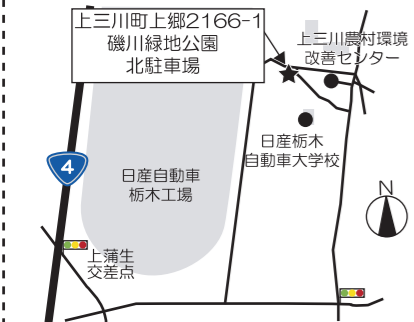 上三川町上郷2166-1
磯川緑地公園
北駐車場
上三川農村環境
改善センター
日産栃木
自動車大学校
4
日産自動車
栃木工場
N
上蒲生
交差点